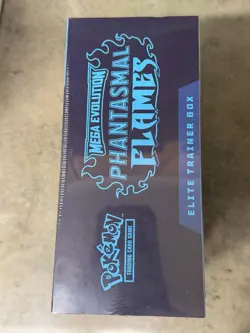 MEGA EVOLUTION
PHANTASMAL
FLAMES
ELITE TRAINER BOX
POKéMON
TRADING CARD GAME